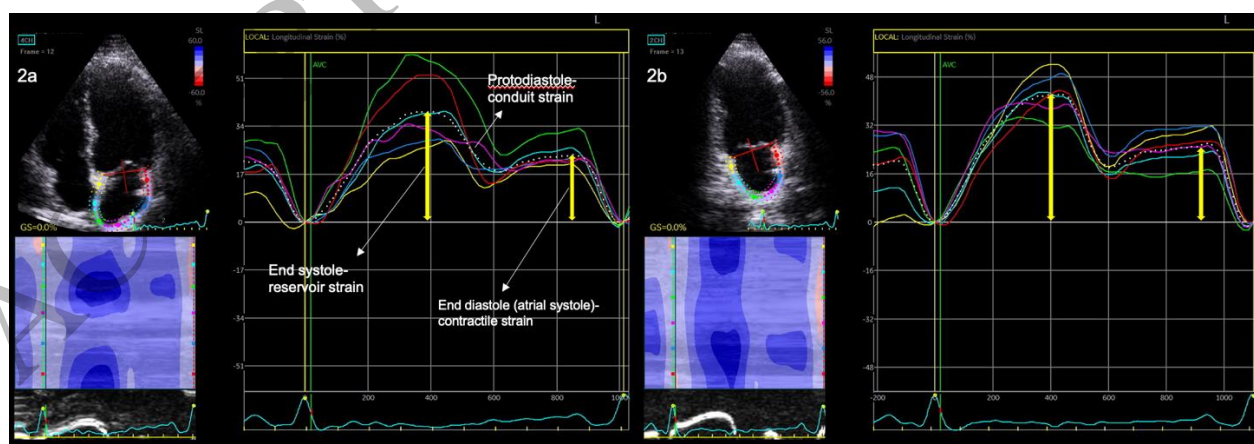 L
L
4CH
Frame = 12
SL
60.0
-60.0
%
2a
GS=0.0%
LOCAL: Longitudinal Strain (%)
AVC
51
34
17
0
-17
-34
-51
200
400
600
800
1000
Protodiastole-
conduit strain
End systole-
reservoir strain
End diastole (atrial systole)-
contractile strain
2CH
Frame = 13
SL
56.0
-56.0
%
2b
GS=0.0%
LOCAL: Longitudinal Strain (%)
AVC
48
32
16
0
-16
-32
-48
-200
200
400
600
800
1000